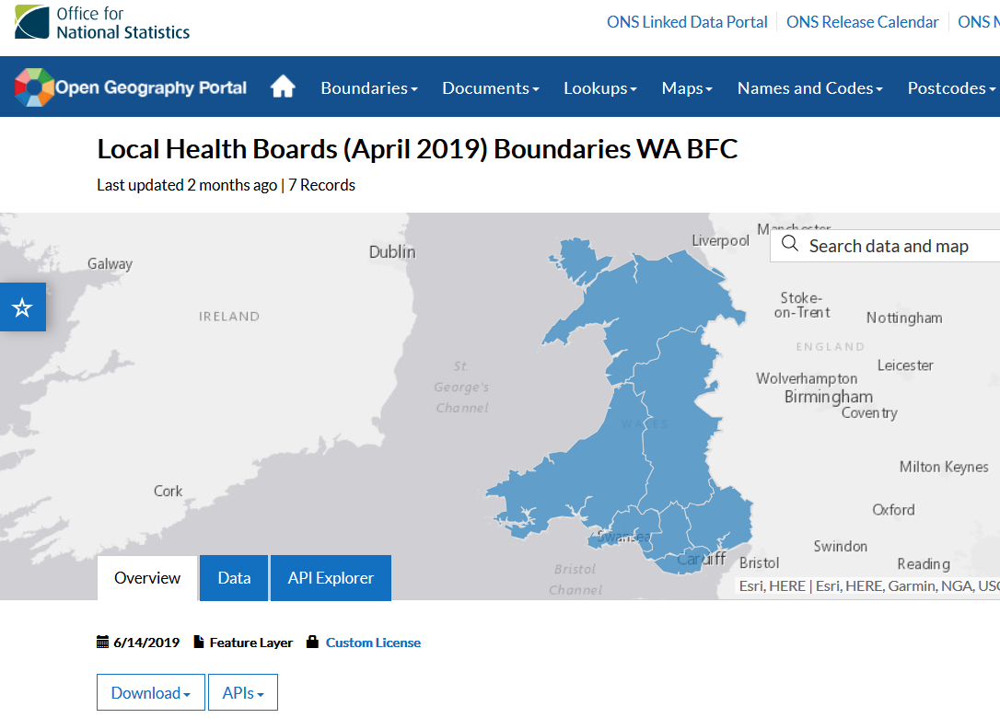 Office for
National Statistics
ONS Linked Data Portal
ONS Release Calendar
ONS M
Open Geography Portal
Boundaries
Documents
Lookups
Maps
Names and Codes
Postcodes
Local Health Boards (April 2019) Boundaries WA BFC
Last updated 2 months ago | 7 Records
Manchester
Liverpool
Search data and map
Dublin
Galway
IRELAND
Stoke-
on-Trent
Nottingham
ENGLAND
Leicester
St.
George's
Channel
Wolverhampton
Birmingham
Coventry
WALES
Milton Keynes
Cork
Oxford
Swansea
Swindon
Cardiff
Bristol
Reading
Bristol
Channel
Esri, HERE | Esri, HERE, Garmin, NGA, USG
Overview
Data
API Explorer
6/14/2019
Feature Layer
Custom License
Download
APIs